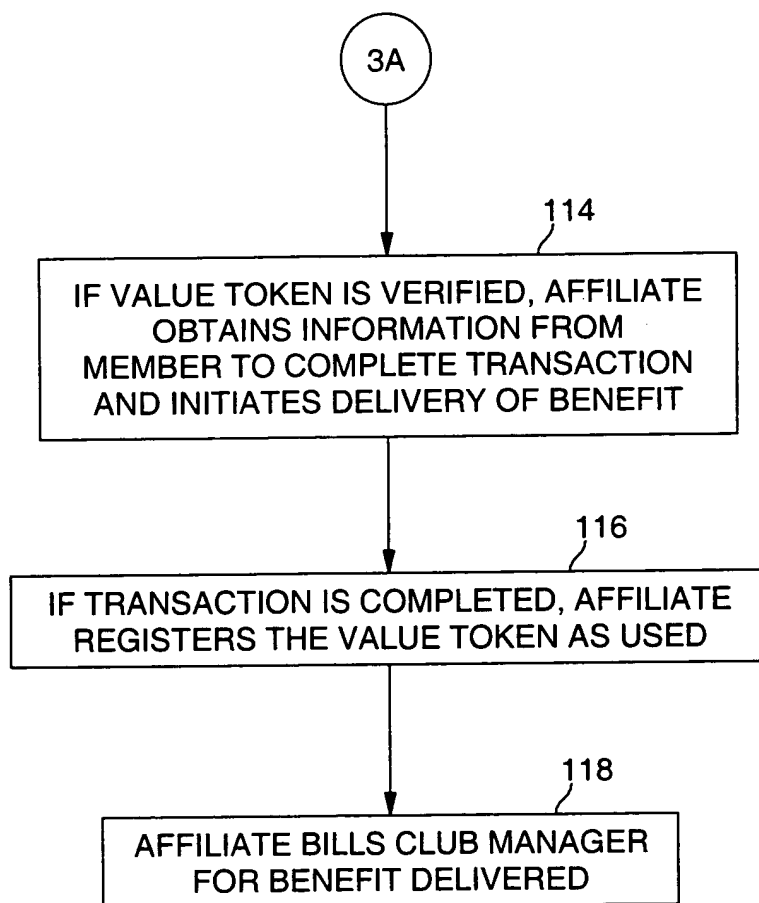 3A
114
IF VALUE TOKEN IS VERIFIED, AFFILIATE
OBTAINS INFORMATION FROM
MEMBER TO COMPLETE TRANSACTION
AND INITIATES DELIVERY OF BENEFIT
116
IF TRANSACTION IS COMPLETED, AFFILIATE
REGISTERS THE VALUE TOKEN AS USED
118
AFFILIATE BILLS CLUB MANAGER
FOR BENEFIT DELIVERED